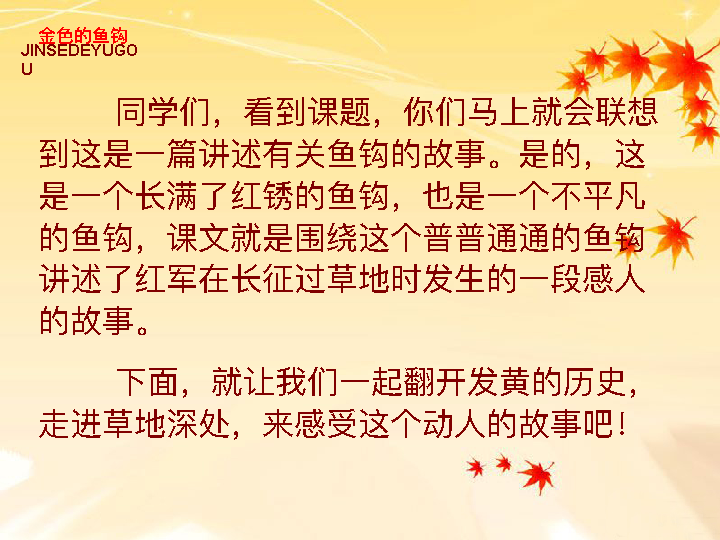 金色的鱼钩
JINSEDEYUGO
U
同学们，看到课题，你们马上就会联想
到这是一篇讲述有关鱼钩的故事。是的，这
是一个长满了红锈的鱼钩，也是一个不平凡
的鱼钩，课文就是围绕这个普普通通的鱼钩
讲述了红军在长征过草地时发生的一段感人
的故事。
下面，就让我们一起翻开发黄的历史，
走进草地深处，来感受这个动人的故事吧！